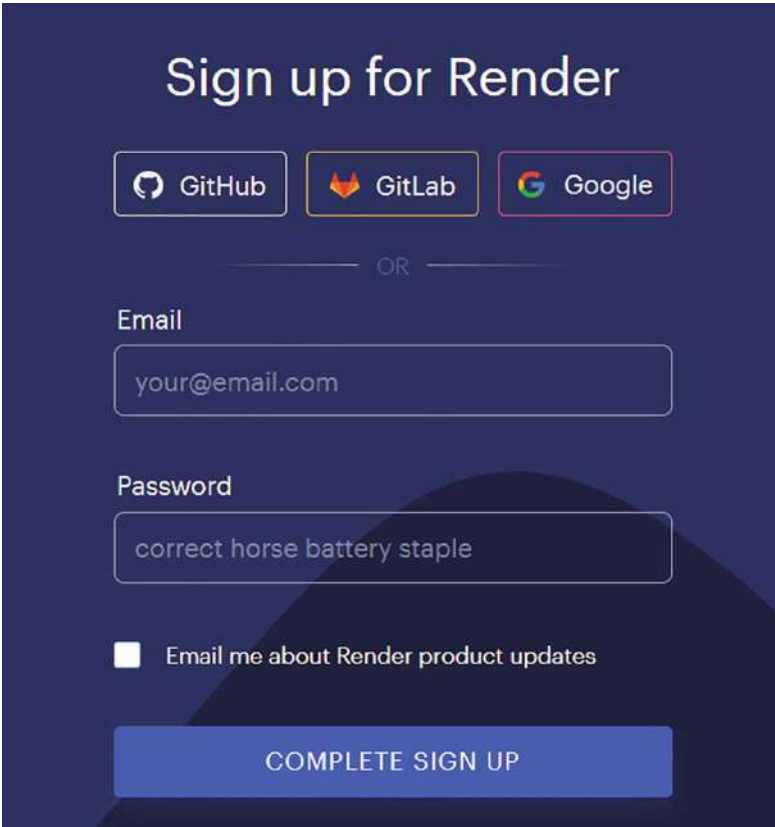 Sign up for Render
GitHub GitLab Google
OR
Email
your@email.com
Password
correct horse battery staple
Email me about Render product updates
COMPLETE SIGN UP